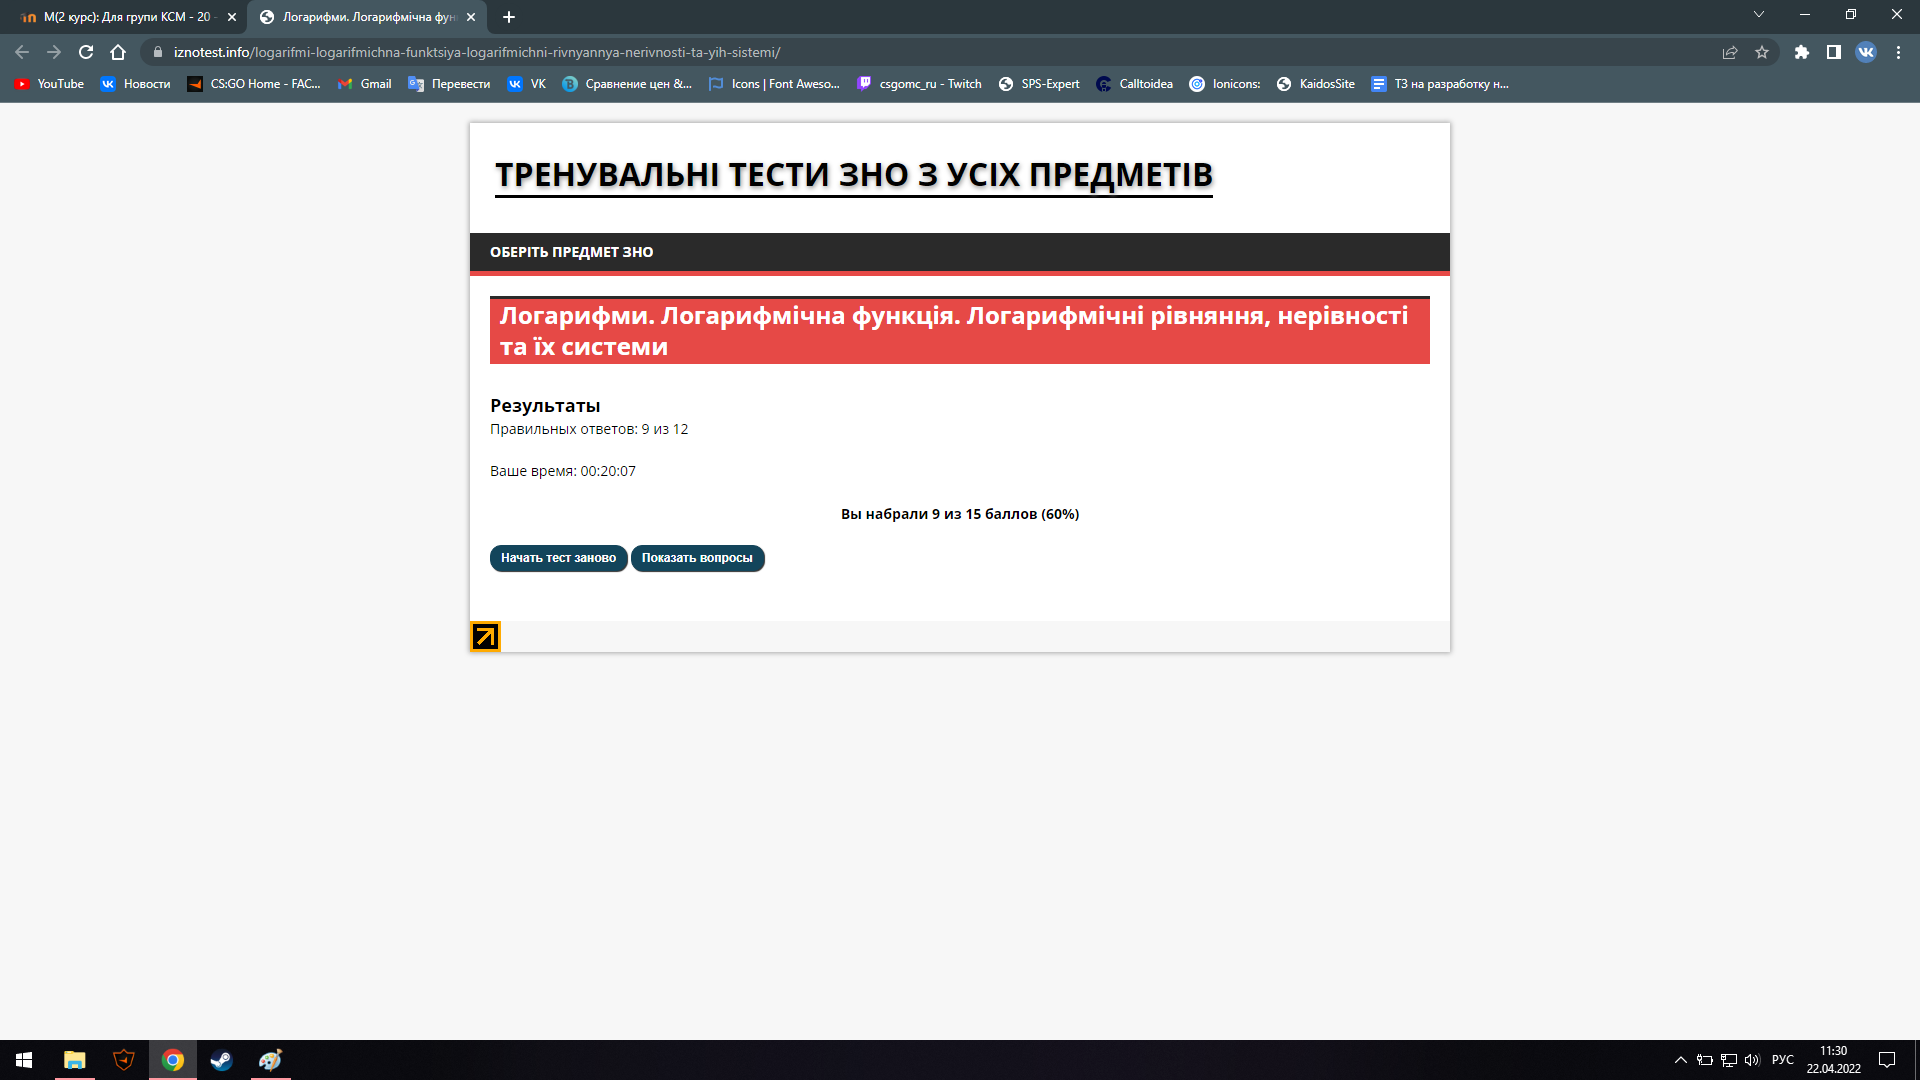 М(2 курс): Для групи КСМ - 20 -
Логарифми. Логарифмічна фун
iznotest.info/logarifmi-logarifmichna-funktsiya-logarifmichni-rivnyannya-nerivnosti-ta-yih-sistemi/
YouTube Новости CS:GO Home - FAC... Gmail Перевести VK Сравнение цен &... Icons | Font Aweso... csgomc_ru - Twitch SPS-Expert Calltoidea Ionicons: KaidosSite ТЗ на разработку н...
ТРЕНУВАЛЬНІ ТЕСТИ ЗНО З УСІХ ПРЕДМЕТІВ
ОБЕРІТЬ ПРЕДМЕТ ЗНО
Логарифми. Логарифмічна функція. Логарифмічні рівняння, нерівності
та їх системи
Результаты
Правильных ответов: 9 из 12
Ваше время: 00:20:07
Вы набрали 9 из 15 баллов (60%)
Начать тест заново Показать вопросы
РУС
11:30
22.04.2022